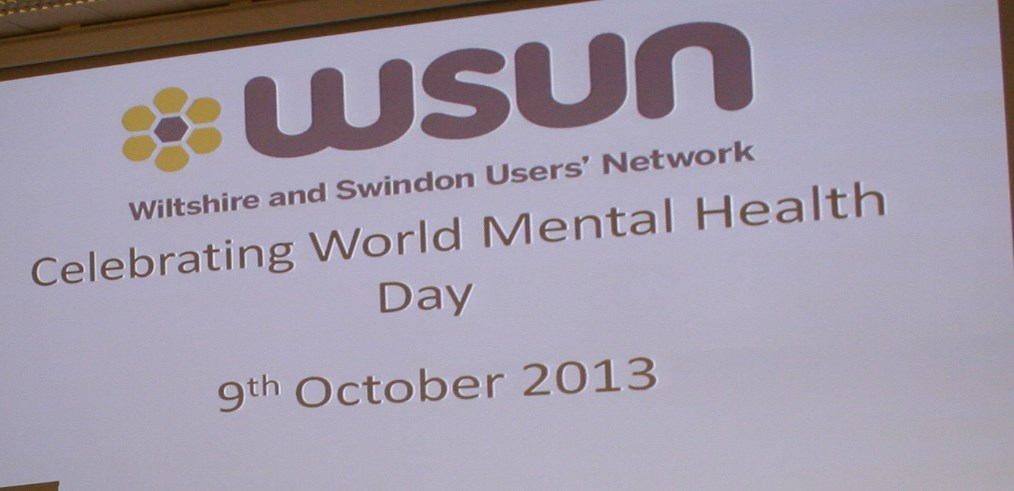 wsun
Wiltshire and Swindon Users' Network
Celebrating World Mental Health
Day
9th October 2013